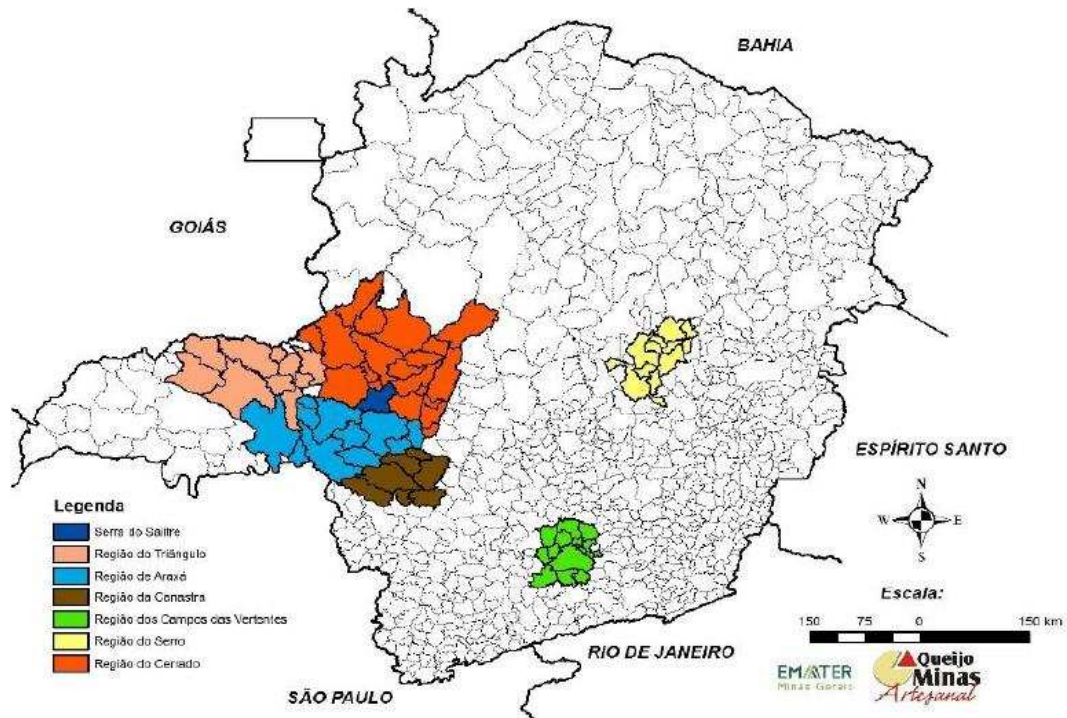 BAHIA
GOIÁS
ESPÍRITO SANTO
N
W E
S
Legenda
Serra do Salitre
Região do Triângulo
Região de Araxá
Região da Canastra
Região dos Campos das Vertentes
Região do Serro
Região do Cerrado
Escala:
150 75 0 150 km
RIO DE JANEIRO
SÃO PAULO
EMATER
Minas Gerais
Queijo
Minas
Artesanal